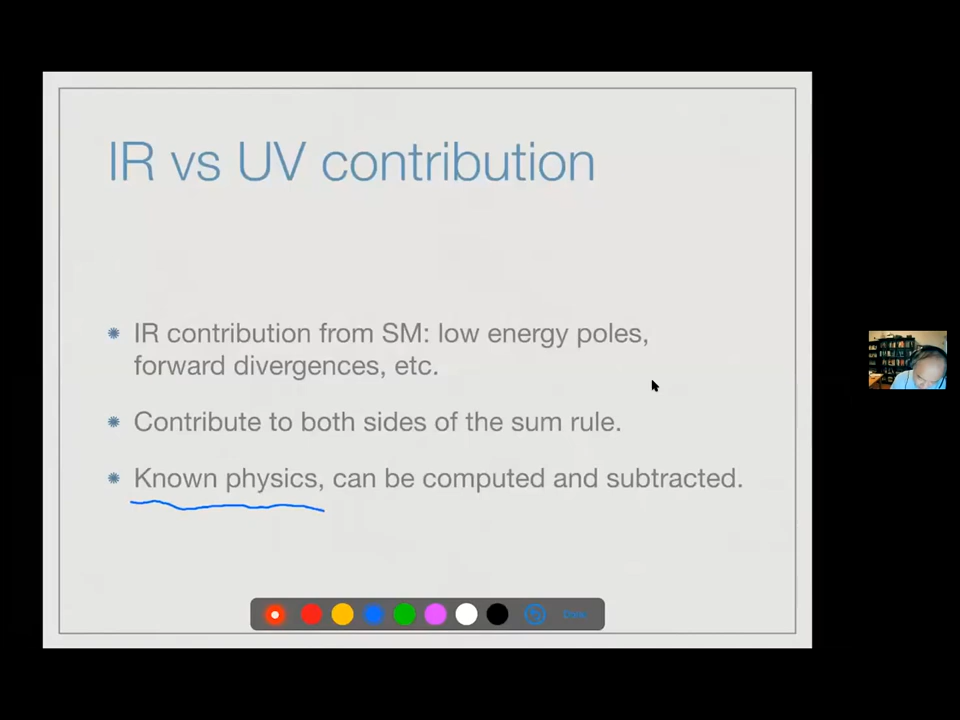 IR vs UV contribution
IR contribution from SM: low energy poles,
forward divergences, etc.
Contribute to both sides of the sum rule.
Known physics, can be computed and subtracted.
Done